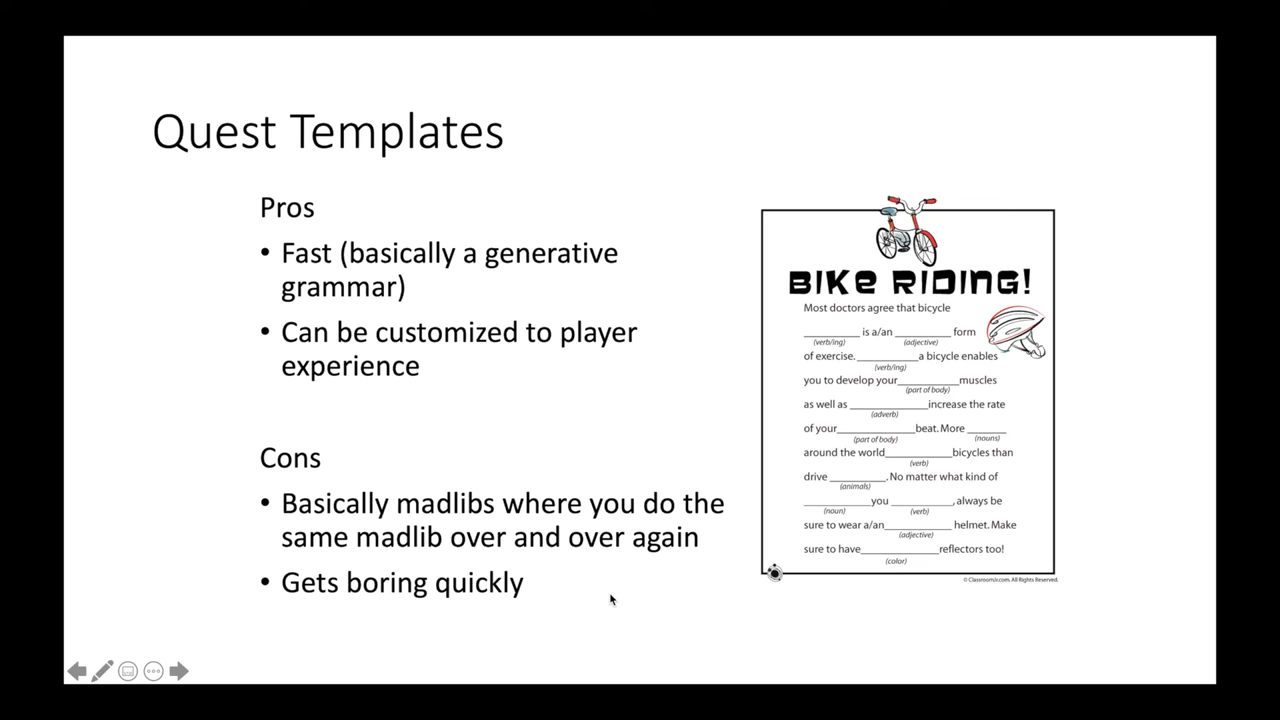 Quest Templates
Pros
• Fast (basically a generative
grammar)
• Can be customized to player
experience
Cons
• Basically madlibs where you do the
same madlib over and over again
• Gets boring quickly
BIKE RIDING!
Most doctors agree that bicycle
__________ is a/an __________ form
(verb/ing) (adjective)
of exercise. __________a bicycle enables
(verb/ing)
you to develop your__________muscles
(part of body)
as well as __________increase the rate
(adverb)
of your__________beat. More __________
(part of body) (nouns)
around the world__________bicycles than
(verb)
drive __________. No matter what kind of
(animals)
__________you __________, always be
(noun) (verb)
sure to wear a/an__________ helmet. Make
(adjective)
sure to have__________reflectors too!
(color)
© ClassroomJr.com. All Rights Reserved.